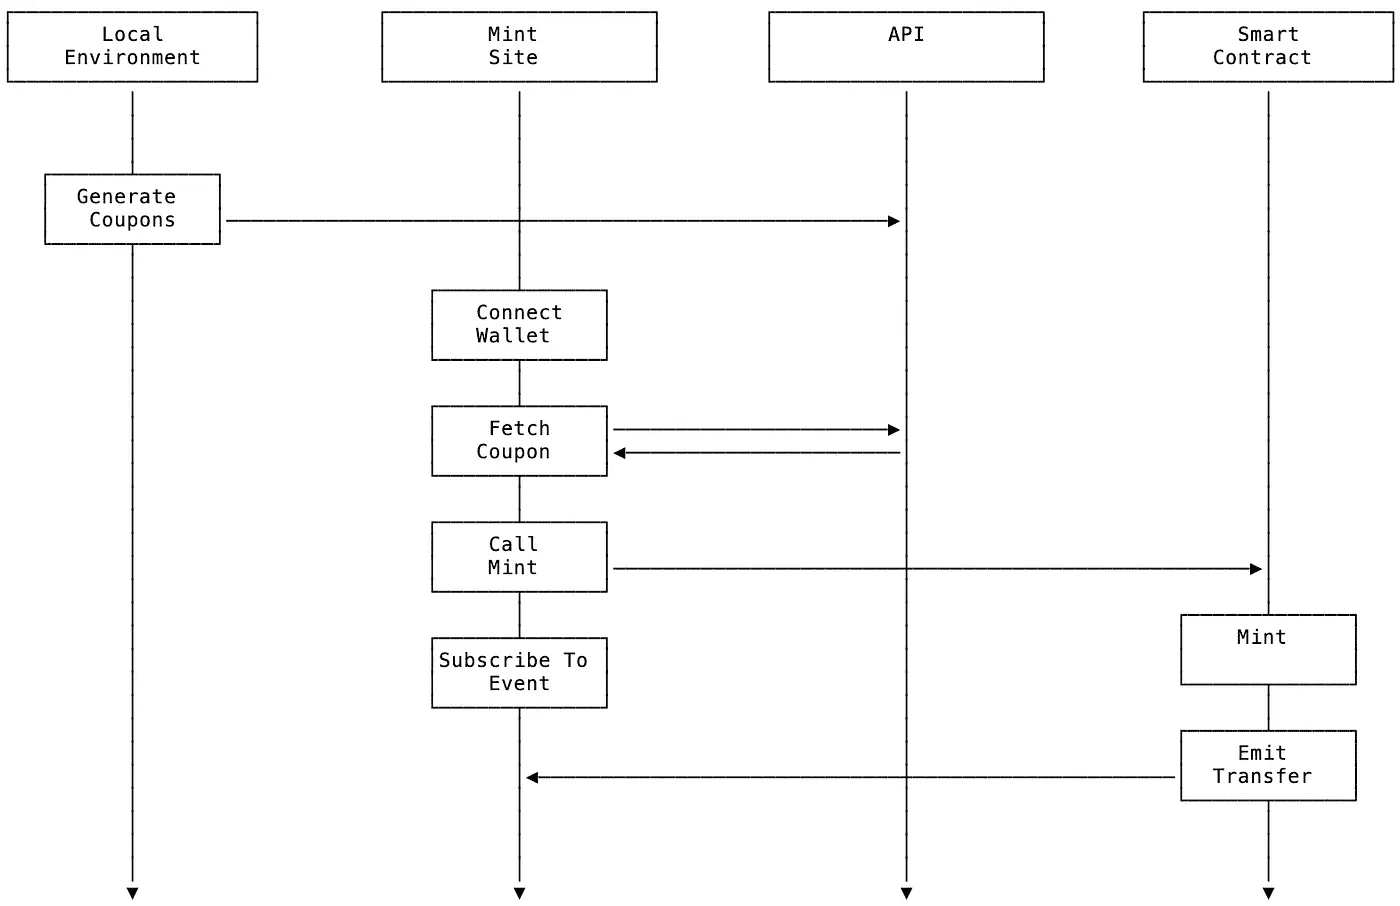 Local
Environment
Mint
Site
API
Smart
Contract
Generate
Coupons
Connect
Wallet
Fetch
Coupon
Call
Mint
Mint
Subscribe To
Event
Emit
Transfer